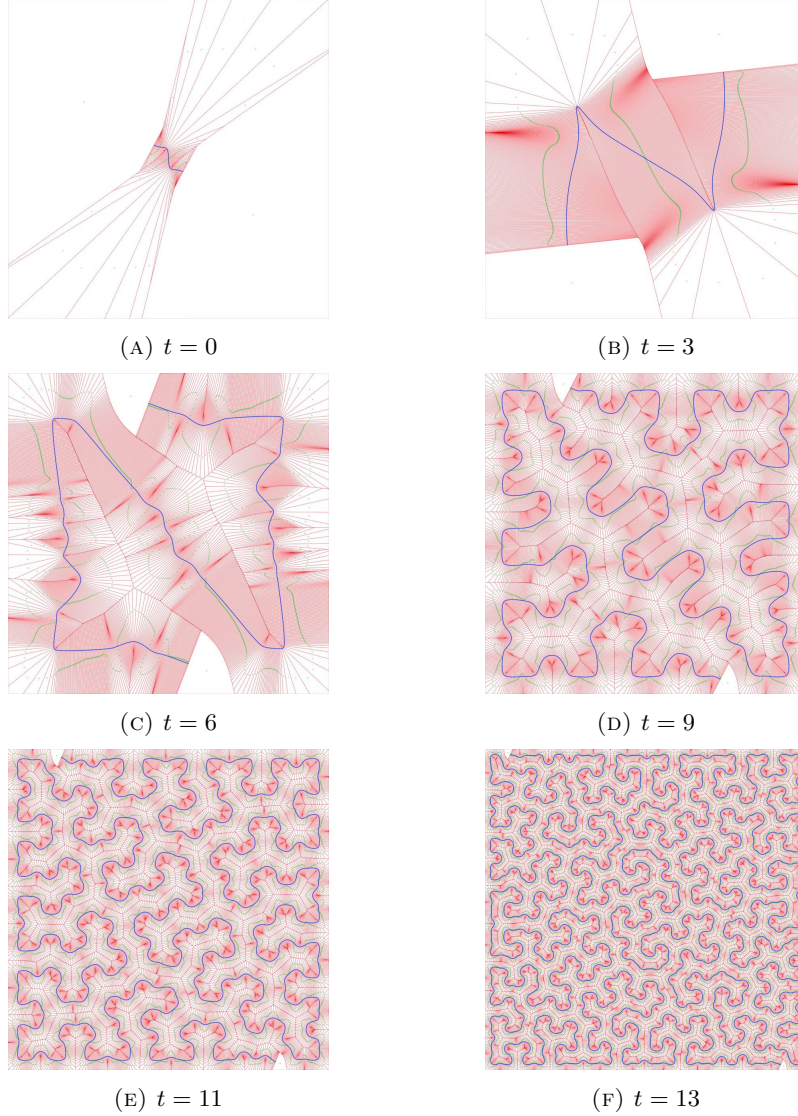 (A) t = 0
(B) t = 3
(C) t = 6
(D) t = 9
(E) t = 11
(F) t = 13